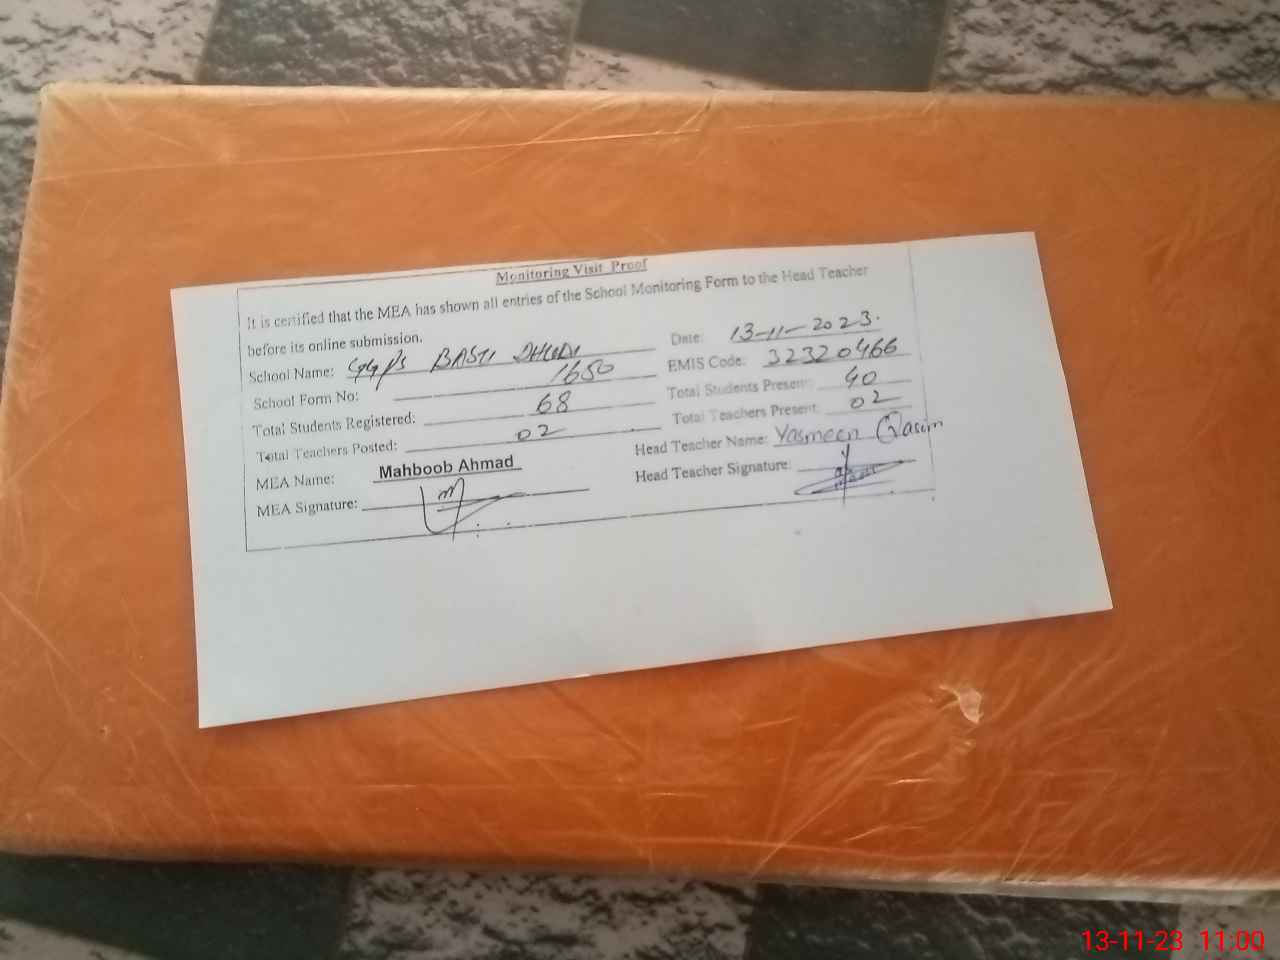 Monitoring Visit Proof
It is certified that the MEA has shown all entries of the School Monitoring Form to the Head Teacher
before its online submission.
Date: 13-11-2023.
School Name: GGPS BASTI
EMIS Code: 32320466
School Form No: 1650
Total Students Present: 40
Total Students Registered: 68
Total Teachers Present: 02
Total Teachers Posted: 02
Head Teacher Name: Yasmeen Qasim
MEA Name: Mahboob Ahmad
Head Teacher Signature:
MEA Signature:
13-11-23 11:00